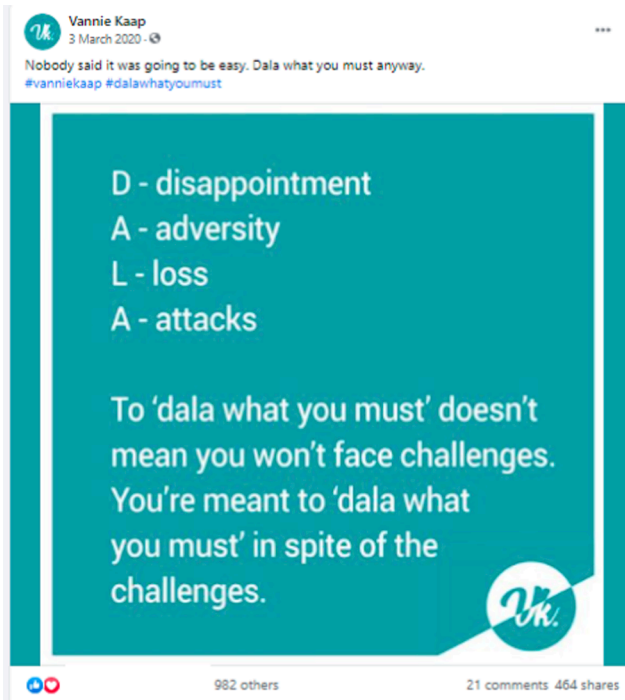 Vk.
Vannie Kaap
3 March 2020 ·
Nobody said it was going to be easy. Dala what you must anyway.
#vanniekaap #dalawhatyoumust
D - disappointment
A - adversity
L - loss
A - attacks
To ‘dala what you must’ doesn’t
mean you won’t face challenges.
You’re meant to ‘dala what
you must’ in spite of the
challenges.
Vk.
982 others 21 comments 464 shares